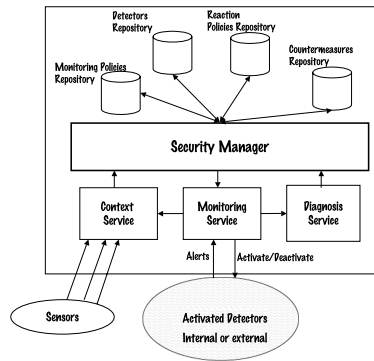 Detectors
Repository
Reaction
Policies Repository
Countermeasures
Repository
Monitoring Policies
Repository
Security Manager
Context
Service
Monitoring
Service
Diagnosis
Service
Alerts
Activate/Deactivate
Sensors
Activated Detectors
Internal or external